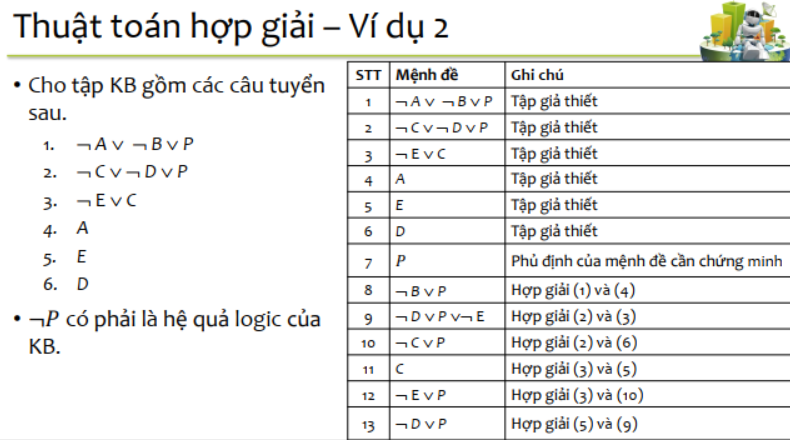 Thuật toán hợp giải – Ví dụ 2
• Cho tập KB gồm các câu tuyển
sau.
1. ¬ A ∨ ¬ B ∨ P
2. ¬ C ∨ ¬ D ∨ P
3. ¬ E ∨ C
4. A
5. E
6. D
• ¬P có phải là hệ quả logic của
KB.
STT Mệnh đề Ghi chú
1 ¬ A ∨ ¬ B ∨ P Tập giả thiết
2 ¬ C ∨ ¬ D ∨ P Tập giả thiết
3 ¬ E ∨ C Tập giả thiết
4 A Tập giả thiết
5 E Tập giả thiết
6 D Tập giả thiết
7 P Phủ định của mệnh đề cần chứng minh
8 ¬ B ∨ P Hợp giải (1) và (4)
9 ¬ D ∨ P ∨¬ E Hợp giải (2) và (3)
10 ¬ C ∨ P Hợp giải (2) và (6)
11 C Hợp giải (3) và (5)
12 ¬ E ∨ P Hợp giải (3) và (10)
13 ¬ D ∨ P Hợp giải (5) và (9)